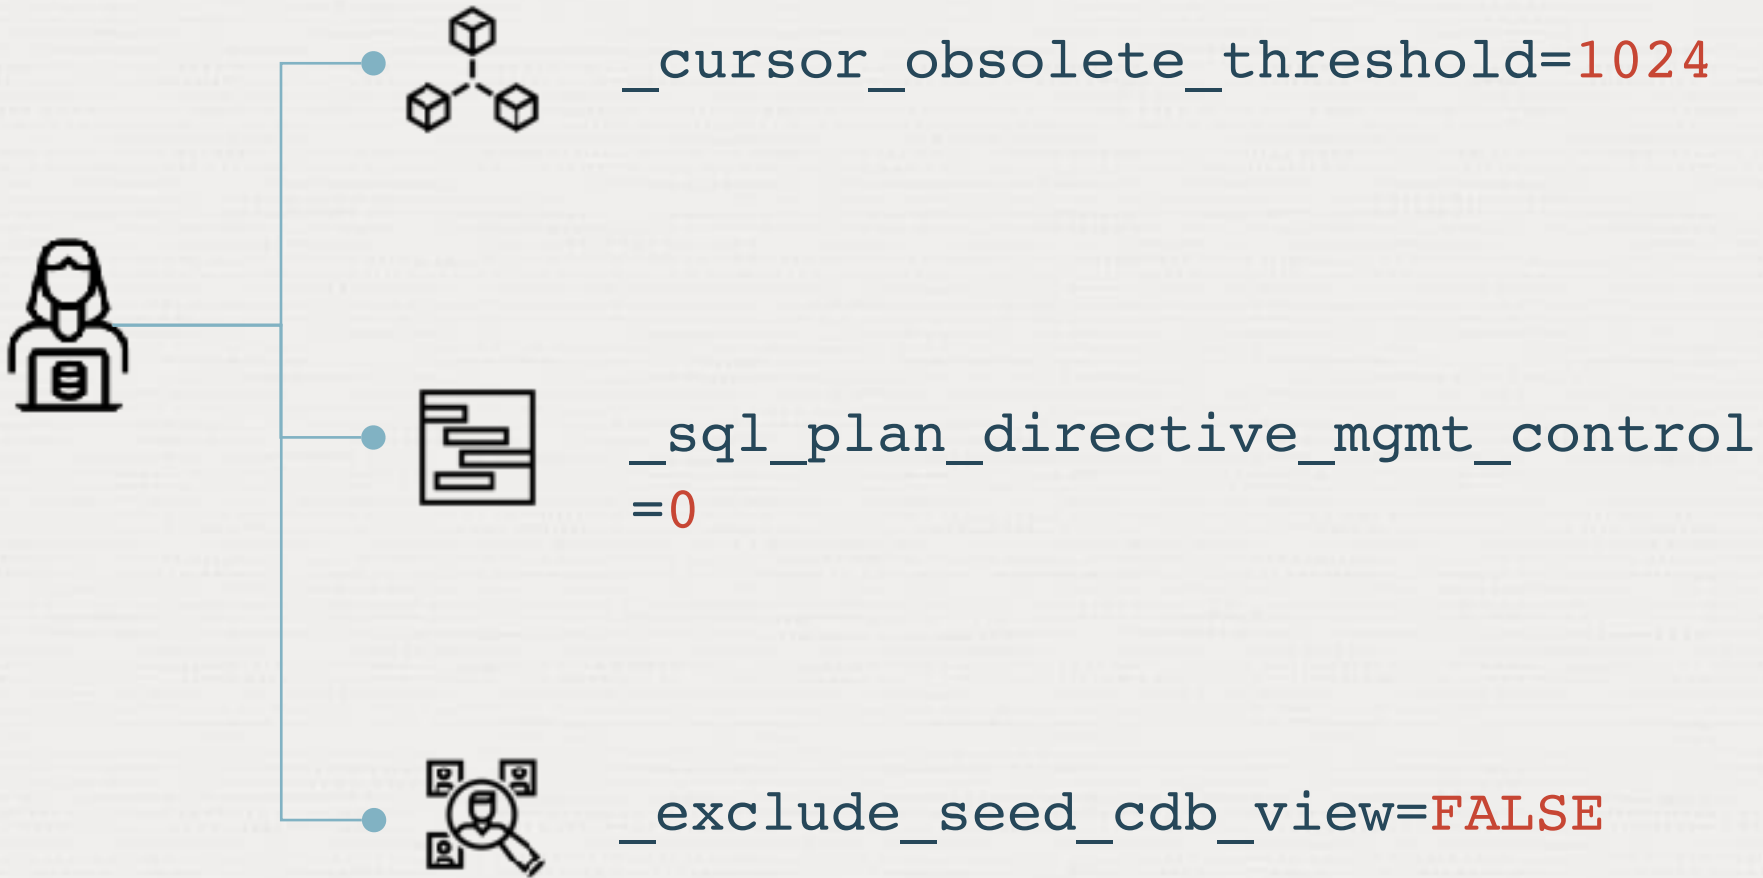 _cursor_obsolete_threshold=1024
_sql_plan_directive_mgmt_control
=0
_exclude_seed_cdb_view=FALSE